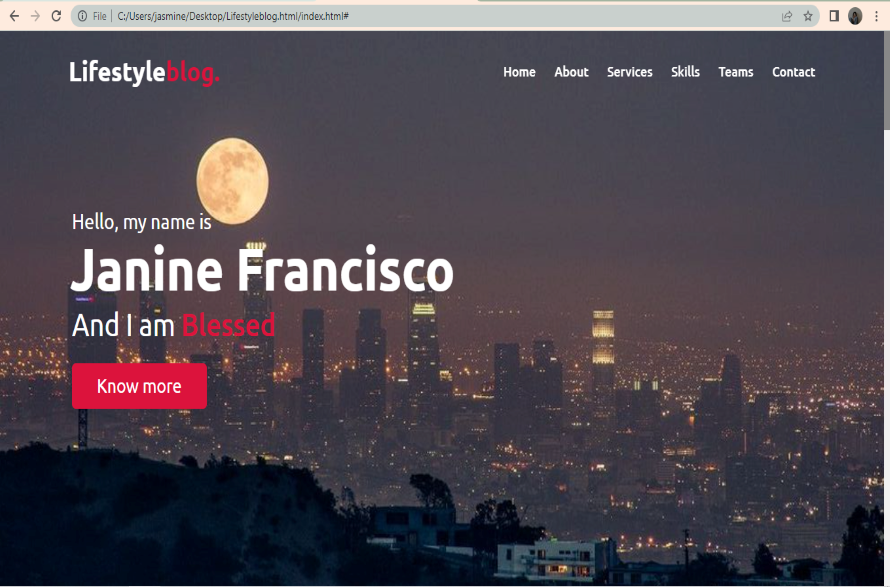 File | C:/Users/jasmine/Desktop/Lifestyleblog.html/index.html#
Lifestyleblog.
Home About Services Skills Teams Contact
Hello, my name is
Janine Francisco
And I am Blessed
Know more